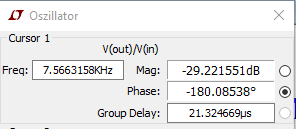 Oszillator
Cursor 1
V(out)/V(in)
Freq: 7.5663158KHz Mag: -29.221551dB
Phase: -180.08538°
Group Delay: 21.324669µs